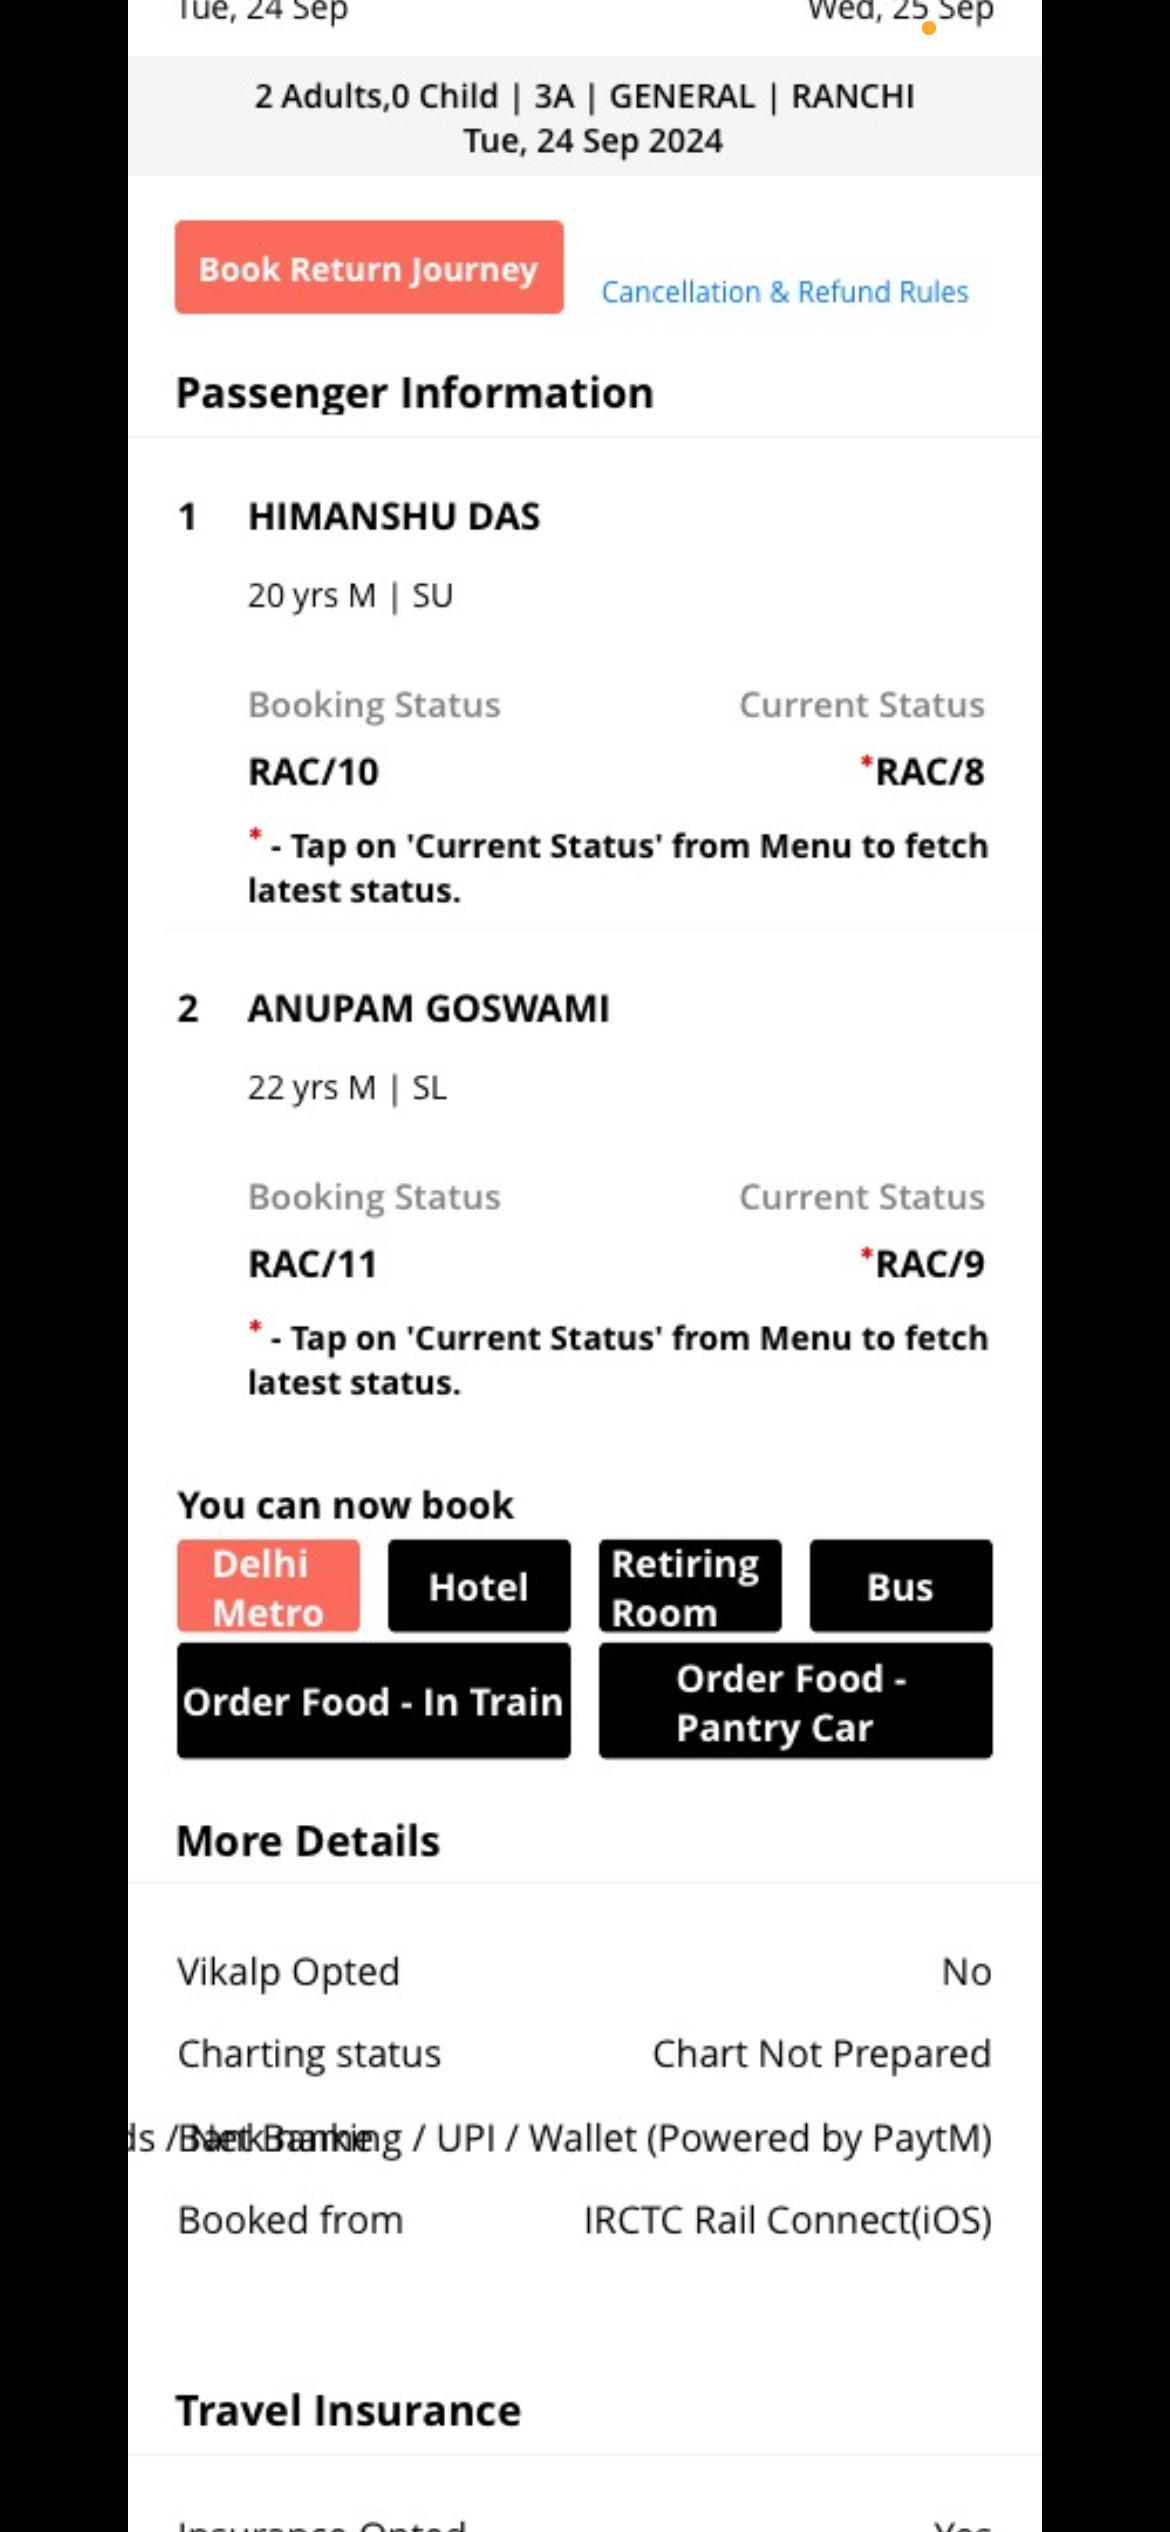 Tue, 24 Sep Wed, 25 Sep
2 Adults,0 Child | 3A | GENERAL | RANCHI
Tue, 24 Sep 2024
Book Return Journey
Cancellation & Refund Rules
Passenger Information
1 HIMANSHU DAS
20 yrs M | SU
Booking Status Current Status
RAC/10 *RAC/8
* - Tap on 'Current Status' from Menu to fetch
latest status.
2 ANUPAM GOSWAMI
22 yrs M | SL
Booking Status Current Status
RAC/11 *RAC/9
* - Tap on 'Current Status' from Menu to fetch
latest status.
You can now book
Delhi
Metro
Hotel
Retiring
Room
Bus
Order Food - In Train
Order Food -
Pantry Car
More Details
Vikalp Opted No
Charting status Chart Not Prepared
Bank name ds / Net Banking / UPI / Wallet (Powered by PaytM)
Booked from IRCTC Rail Connect(iOS)
Travel Insurance
Insurance Opted Yes